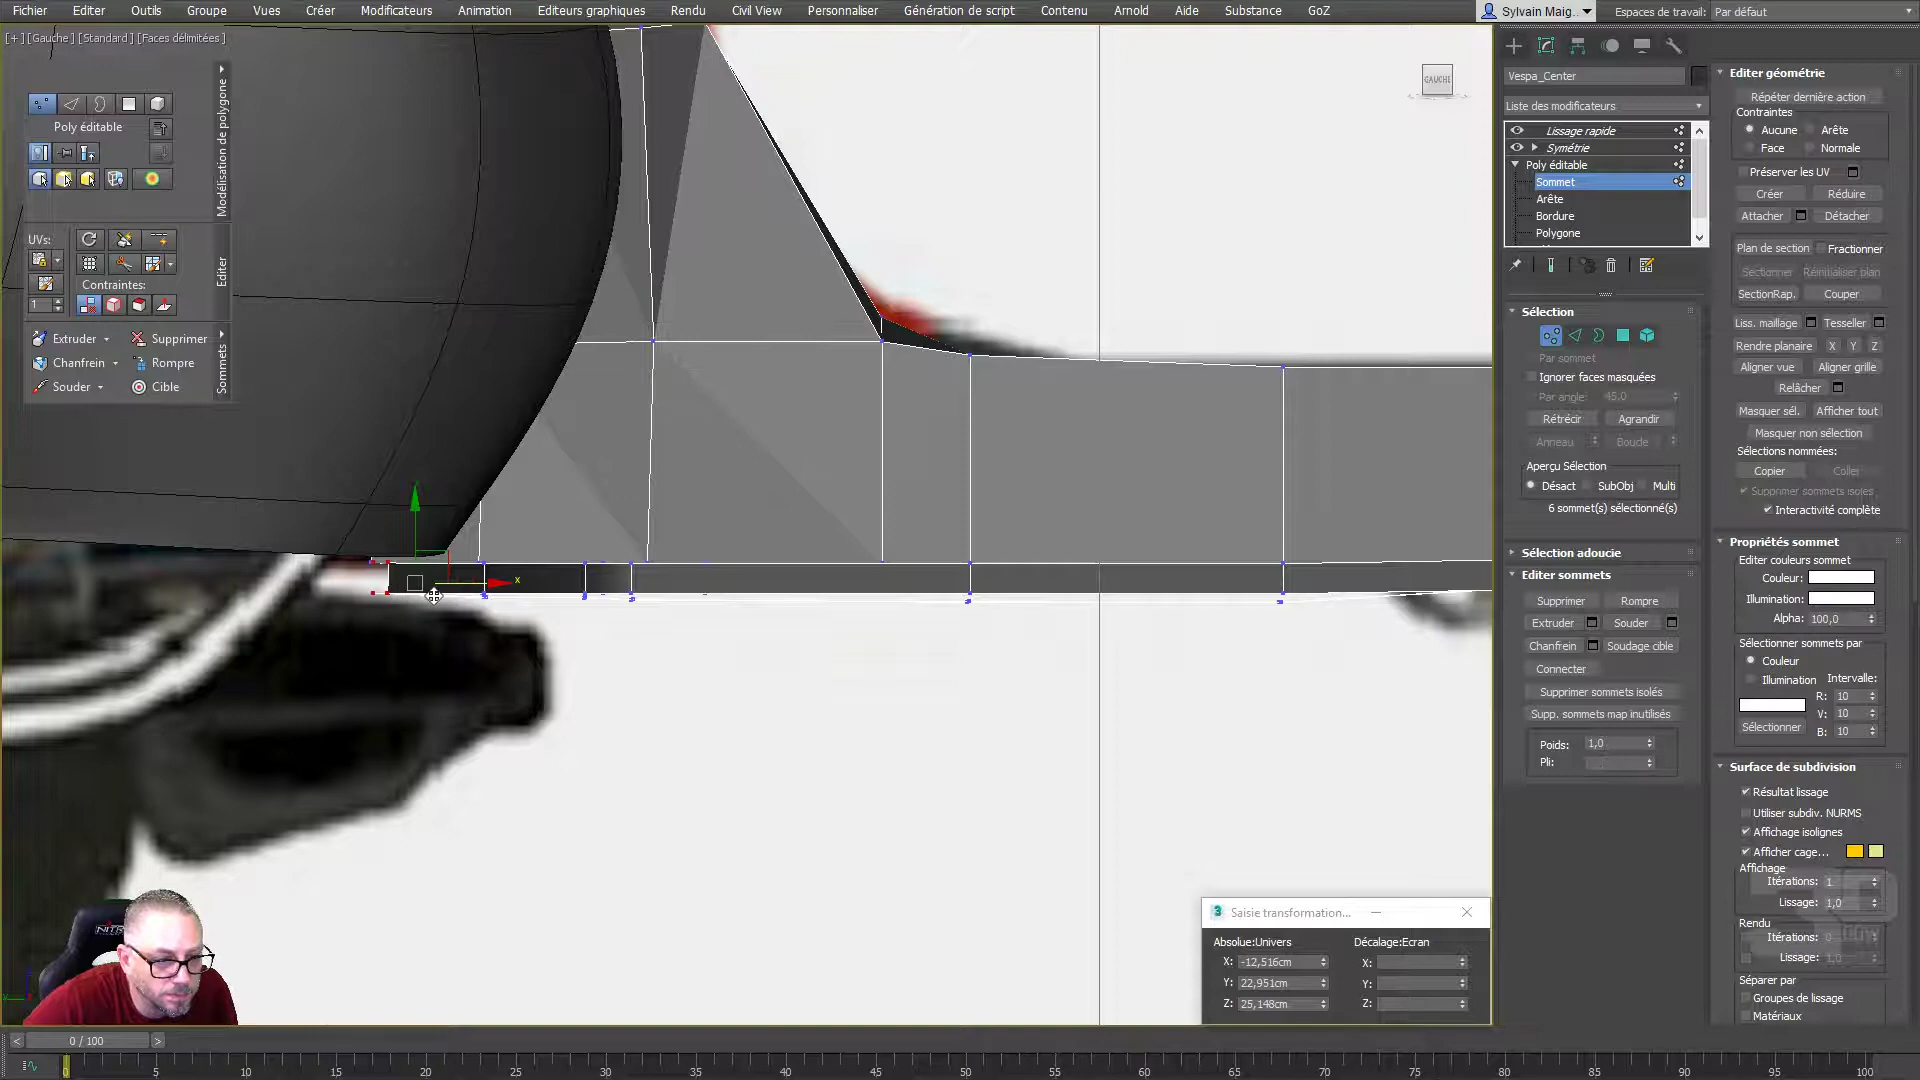 Fichier Editer Outils Groupe Vues Créer Modificateurs Animation Editeurs graphiques Rendu Civil View Personnaliser Génération de script Contenu Arnold Aide Substance GoZ
Sylvain Maig...
Espaces de travail: Par défaut
[+] [Gauche] [Standard] [Faces délimitées]
GAUCHE
Modélisation de polygone
Poly éditable
UVs:
Editer
Contraintes:
1
Extruder
Supprimer
Chanfrein
Rompre
Souder
Cible
Sommets
x
Saisie transformation...
Absolue:Univers
Décalage:Ecran
X: -12,516cm
X:
Y: 22,951cm
Y:
Z: 25,148cm
Z:
Vespa_Center
Liste des modificateurs
Lissage rapide
Symétrie
Poly éditable
Sommet
Arête
Bordure
Polygone
Sélection
Par sommet
Ignorer faces masquées
Par angle: 45,0
Rétrécir
Agrandir
Anneau
Boucle
Aperçu Sélection
Désact
SubObj
Multi
6 sommet(s) sélectionné(s)
Sélection adoucie
Editer sommets
Supprimer
Rompre
Extruder
Souder
Chanfrein
Soudage cible
Connecter
Supprimer sommets isolés
Supp. sommets map inutilisés
Poids: 1,0
Pli:
Editer géométrie
Répéter dernière action
Contraintes
Aucune
Arête
Face
Normale
Préserver les UV
Créer
Réduire
Attacher
Détacher
Plan de section
Fractionner
Sectionner
Réinitialiser plan
SectionRap.
Couper
Liss. maillage
Tesseller
Rendre planaire
X
Y
Z
Aligner vue
Aligner grille
Relâcher
Masquer sél.
Afficher tout
Masquer non sélection
Sélections nommées:
Copier
Coller
Supprimer sommets isolés
Interactivité complète
Propriétés sommet
Editer couleurs sommet
Couleur:
Illumination:
Alpha: 100,0
Sélectionner sommets par
Couleur
Illumination
Intervalle:
R: 10
V: 10
B: 10
Sélectionner
Surface de subdivision
Résultat lissage
Utiliser subdiv. NURMS
Affichage isolignes
Afficher cage...
Affichage
Itérations: 1
Lissage: 1,0
Rendu
Itérations: 0
Lissage: 1,0
Séparer par
Groupes de lissage
Matériaux
< 0 / 100 >
0 5 10 15 20 25 30 35 40 45 50 55 60 65 70 75 80 85 90 95 100